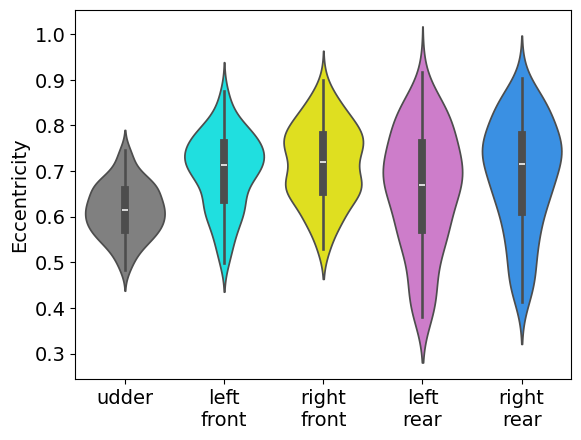 Eccentricity
1.0
0.9
0.8
0.7
0.6
0.5
0.4
0.3
udder
left
front
right
front
left
rear
right
rear